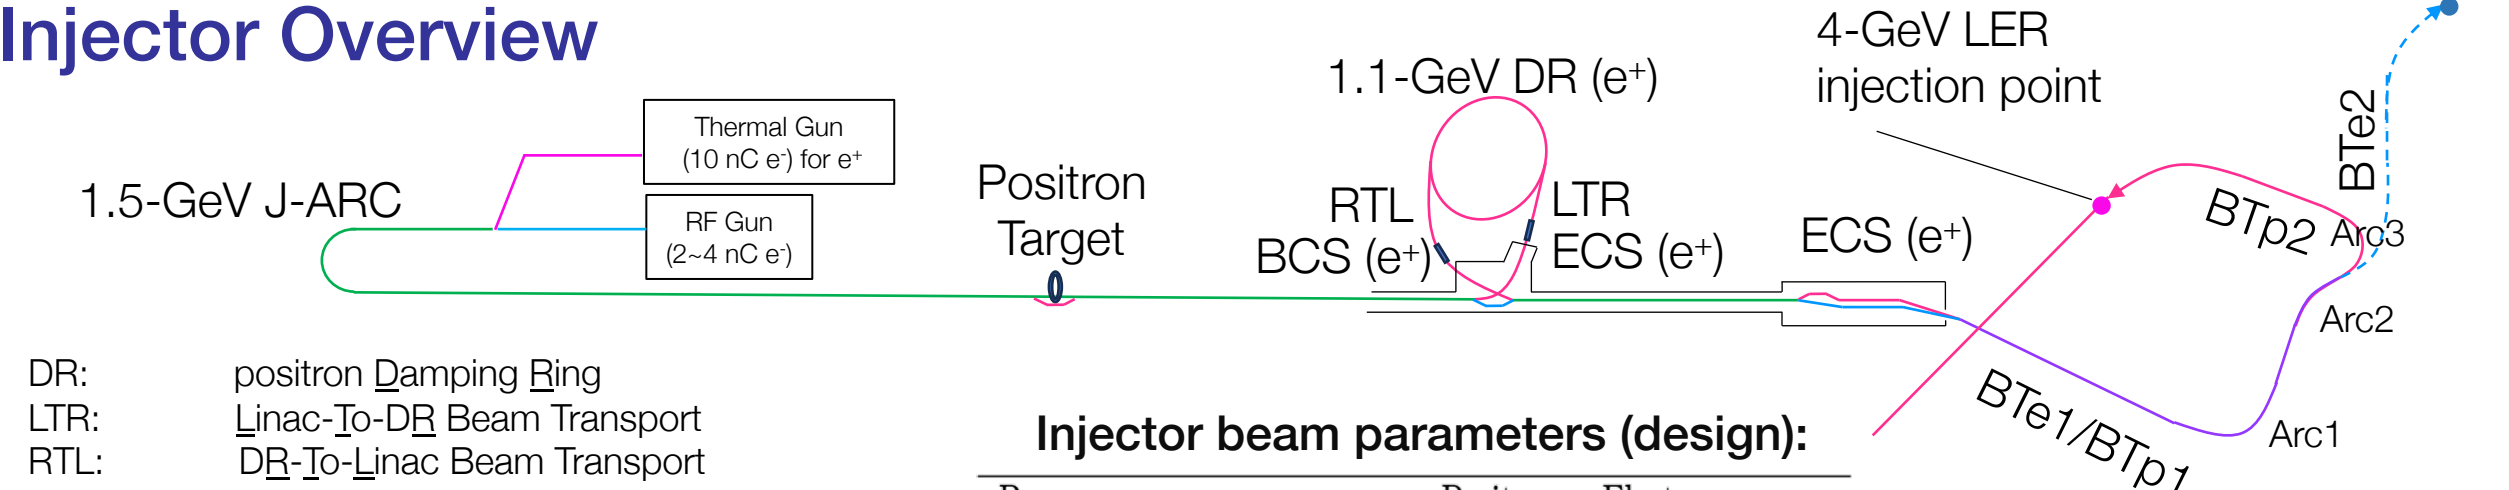 Injector Overview
4-GeV LER
injection point
1.1-GeV DR (e⁺)
BTe2
Thermal Gun
(10 nC e⁻) for e⁺
1.5-GeV J-ARC
RF Gun
(2~4 nC e⁻)
Positron
Target
RTL
BCS (e⁺)
LTR
ECS (e⁺)
ECS (e⁺)
BTp2
Arc3
Arc2
Arc1
BTe1/BTp1
DR: positron Damping Ring
LTR: Linac-To-DR Beam Transport
RTL: DR-To-Linac Beam Transport
Injector beam parameters (design):